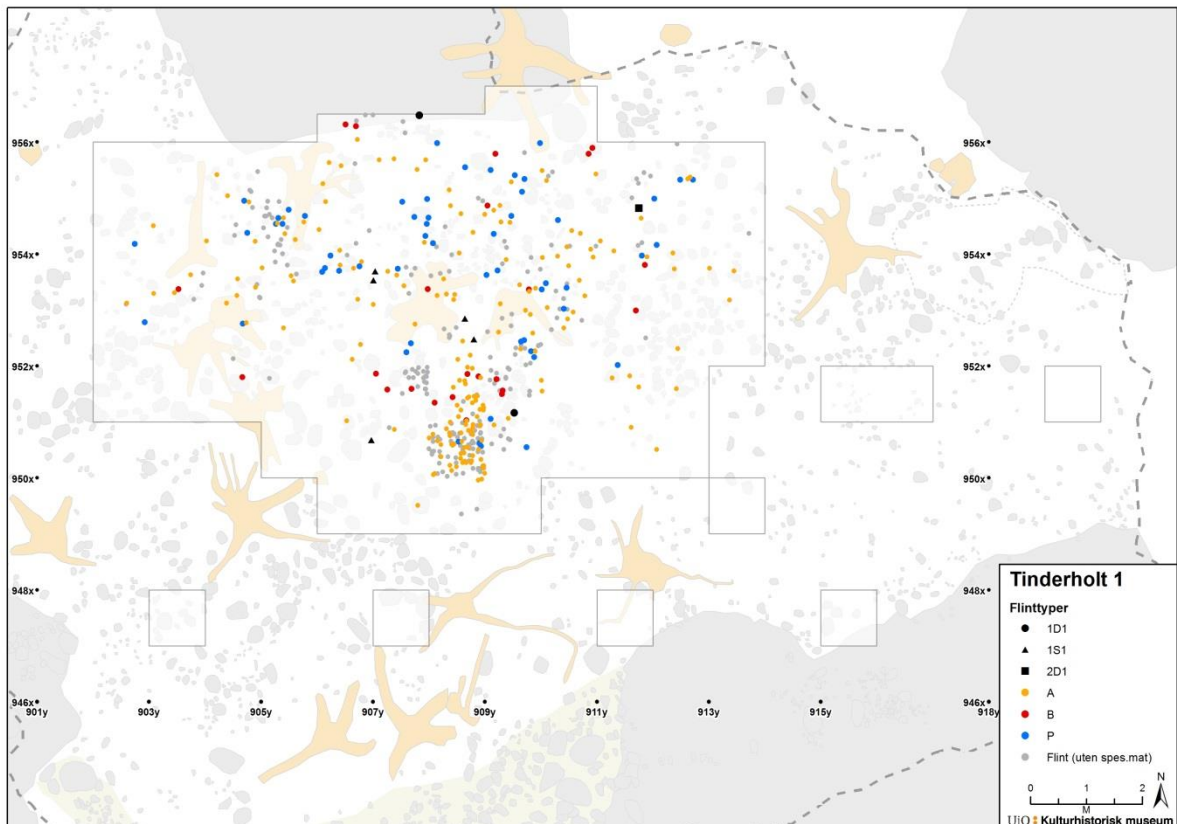 956x
956x
954x
954x
952x
952x
950x
950x
948x
948x
946x
946x
901y
903y
905y
907y
909y
911y
913y
915y
918y
Tinderholt 1
Flinttyper
1D1
1S1
2D1
A
B
P
Flint (uten spes.mat)
N
0 1 2
M
UiO Kulturhistorisk museum